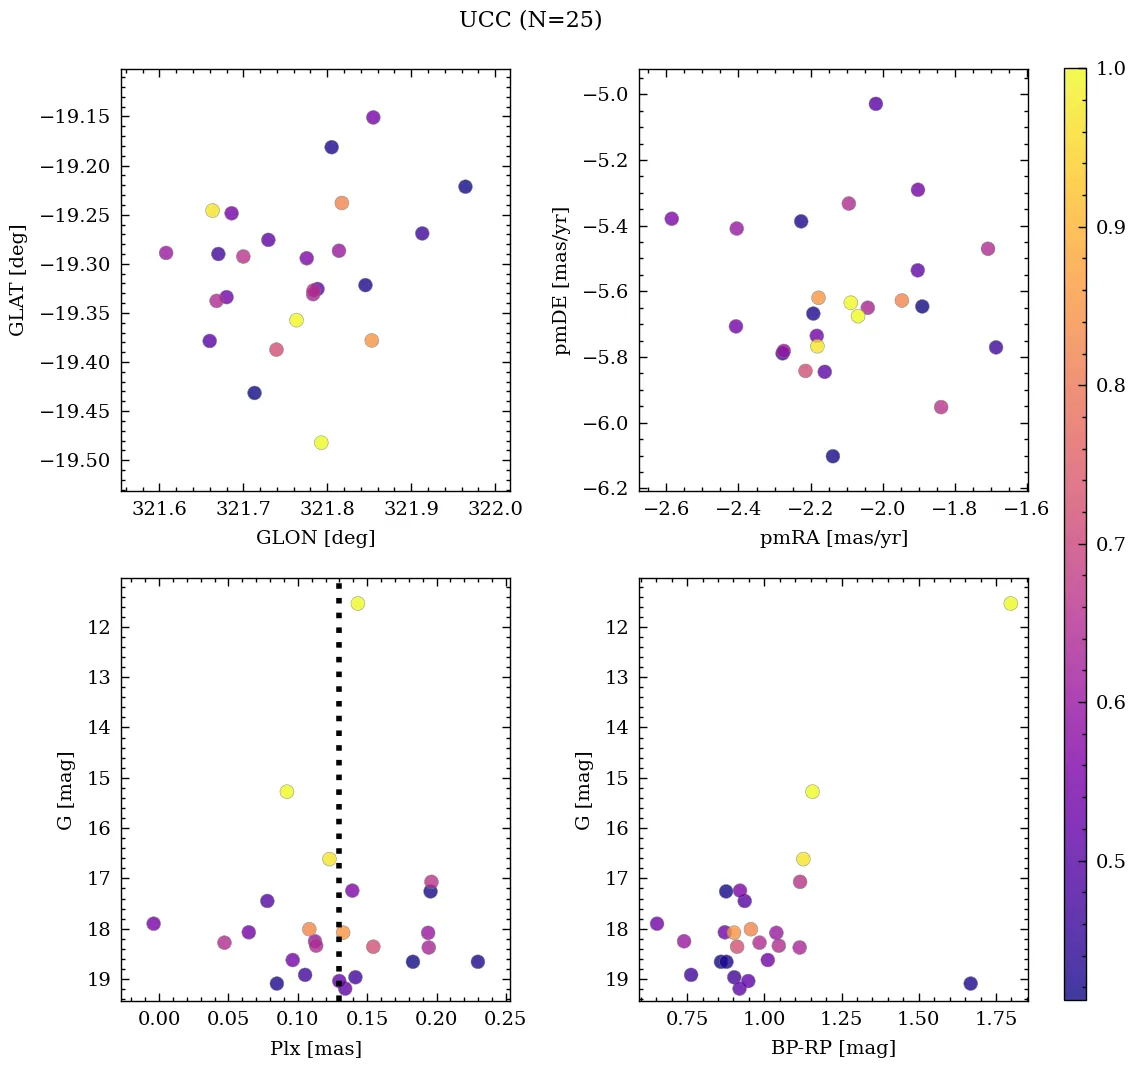 UCC (N=25)
−19.15
−19.20
−19.25
−19.30
−19.35
−19.40
−19.45
−19.50
GLAT [deg]
321.6 321.7 321.8 321.9 322.0
GLON [deg]
−5.0
−5.2
−5.4
−5.6
−5.8
−6.0
−6.2
pmDE [mas/yr]
−2.6 −2.4 −2.2 −2.0 −1.8 −1.6
pmRA [mas/yr]
12
13
14
15
16
17
18
19
G [mag]
0.00 0.05 0.10 0.15 0.20 0.25
Plx [mas]
12
13
14
15
16
17
18
19
G [mag]
0.75 1.00 1.25 1.50 1.75
BP-RP [mag]
1.0
0.9
0.8
0.7
0.6
0.5